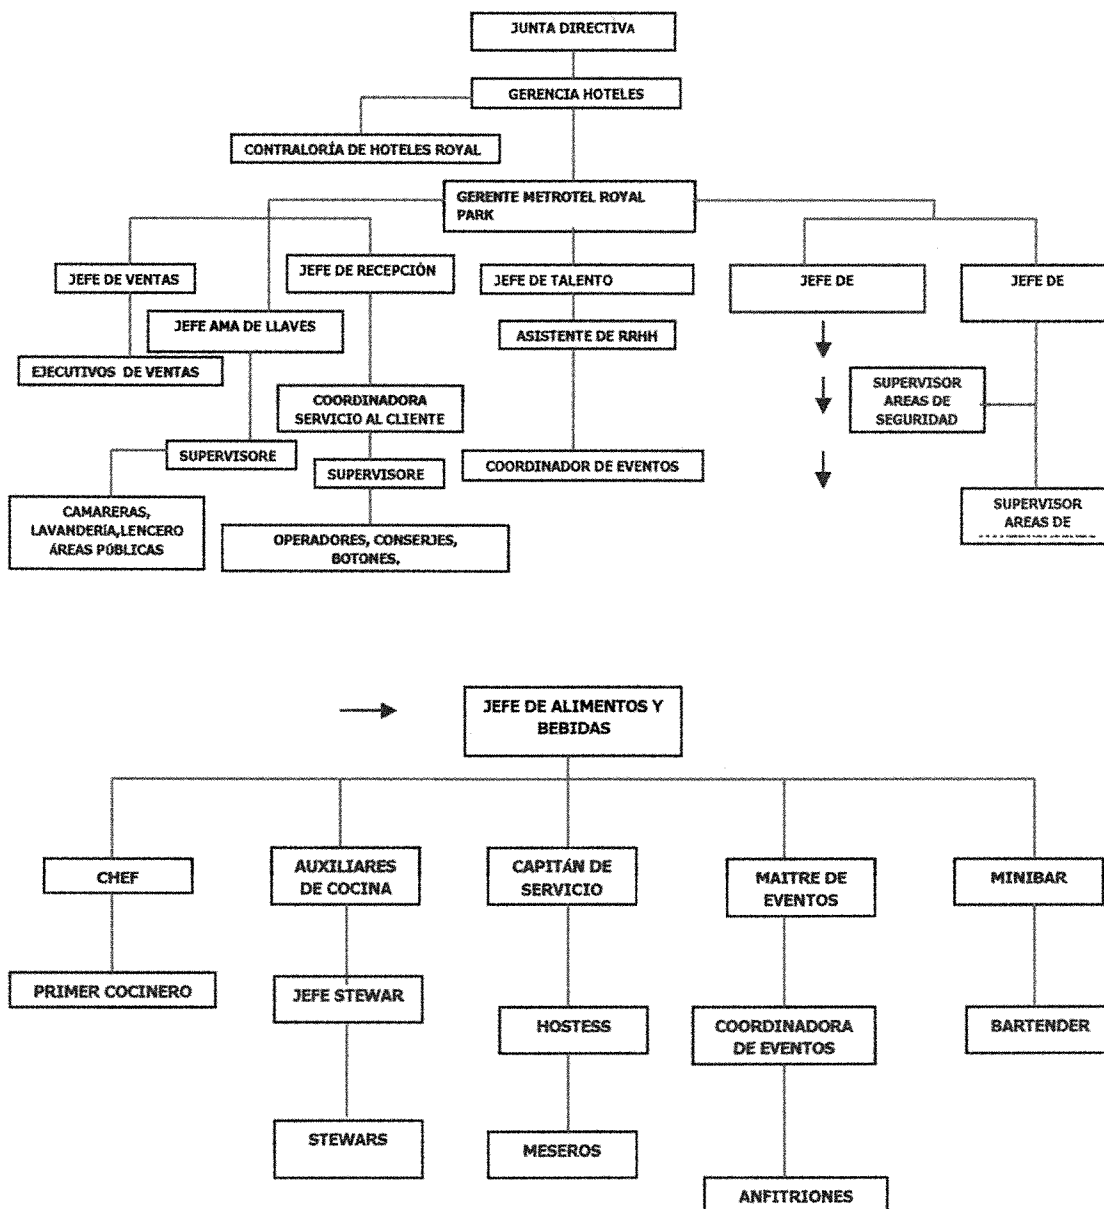 JUNTA DIRECTIVA
GERENCIA HOTELES
CONTRALORÍA DE HOTELES ROYAL
GERENTE METROTEL ROYAL
PARK
JEFE DE VENTAS
JEFE DE RECEPCIÓN
JEFE DE TALENTO
JEFE DE
JEFE DE
JEFE AMA DE LLAVES
ASISTENTE DE RRHH
EJECUTIVOS DE VENTAS
COORDINADORA
SERVICIO AL CLIENTE
SUPERVISOR
AREAS DE
SEGURIDAD
SUPERVISORE
SUPERVISORE
COORDINADOR DE EVENTOS
CAMARERAS,
LAVANDERÍA,LENCERO
ÁREAS PÚBLICAS
OPERADORES, CONSERJES,
BOTONES.
SUPERVISOR
AREAS DE
JEFE DE ALIMENTOS Y
BEBIDAS
CHEF
AUXILIARES
DE COCINA
CAPITÁN DE
SERVICIO
MAITRE DE
EVENTOS
MINIBAR
PRIMER COCINERO
JEFE STEWAR
HOSTESS
COORDINADORA
DE EVENTOS
BARTENDER
STEWARS
MESEROS
ANFITRIONES